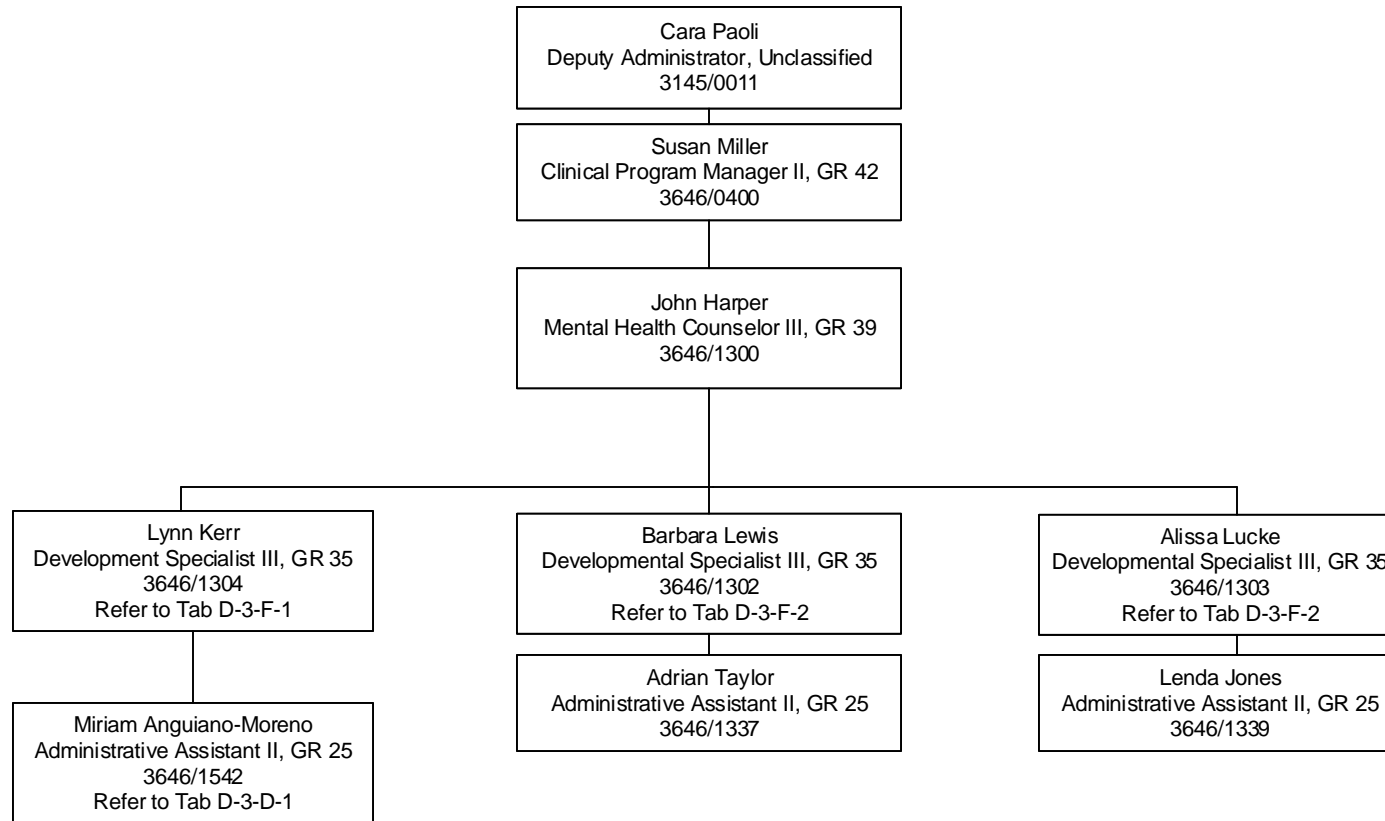 Cara Paoli
Deputy Administrator, Unclassified
3145/0011
Susan Miller
Clinical Program Manager II, GR 42
3646/0400
John Harper
Mental Health Counselor III, GR 39
3646/1300
Lynn Kerr
Development Specialist III, GR 35
3646/1304
Refer to Tab D-3-F-1
Miriam Anguiano-Moreno
Administrative Assistant II, GR 25
3646/1542
Refer to Tab D-3-D-1
Barbara Lewis
Developmental Specialist III, GR 35
3646/1302
Refer to Tab D-3-F-2
Adrian Taylor
Administrative Assistant II, GR 25
3646/1337
Alissa Lucke
Developmental Specialist III, GR 35
3646/1303
Refer to Tab D-3-F-2
Lenda Jones
Administrative Assistant II, GR 25
3646/1339